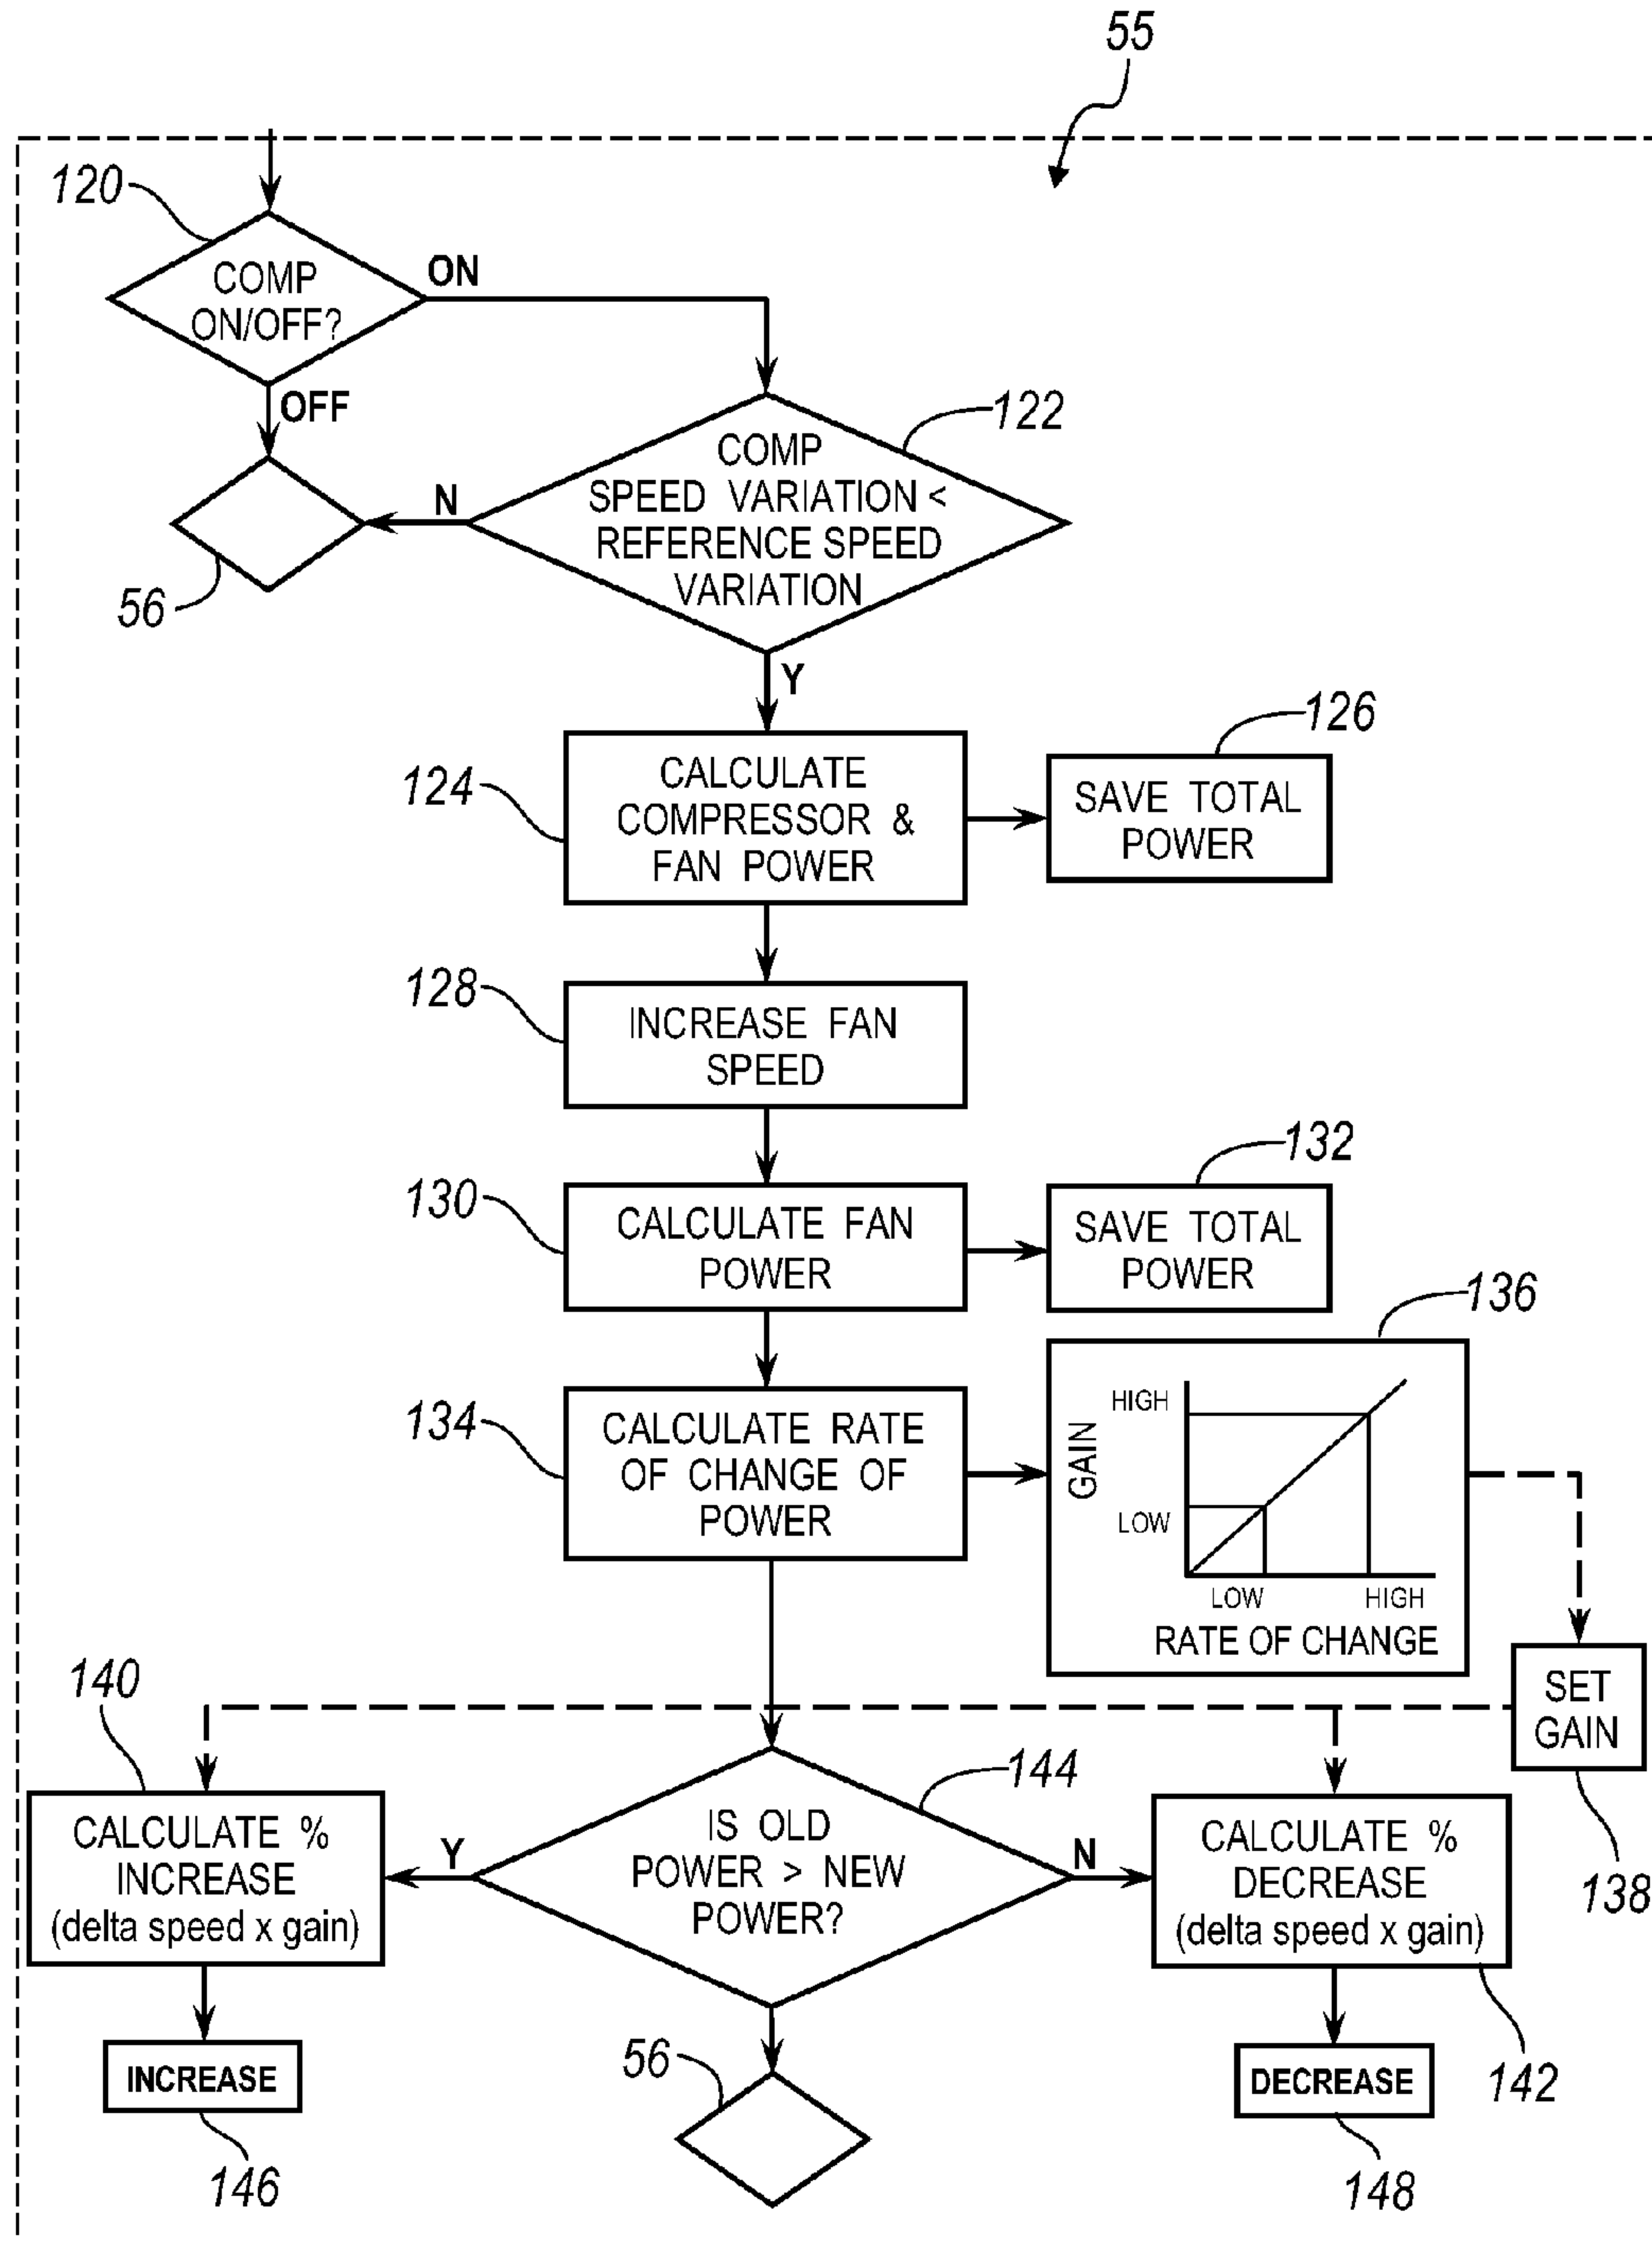 55
120
COMP
ON/OFF?
ON
OFF
122
COMP
SPEED VARIATION <
REFERENCE SPEED
VARIATION
N
56
Y
124
CALCULATE
COMPRESSOR &
FAN POWER
126
SAVE TOTAL
POWER
128
INCREASE FAN
SPEED
130
CALCULATE FAN
POWER
132
SAVE TOTAL
POWER
134
CALCULATE RATE
OF CHANGE OF
POWER
136
HIGH
GAIN
LOW
LOW HIGH
RATE OF CHANGE
SET
GAIN
138
140
CALCULATE %
INCREASE
(delta speed x gain)
Y
144
IS OLD
POWER > NEW
POWER?
N
CALCULATE %
DECREASE
(delta speed x gain)
142
INCREASE
146
56
DECREASE
148